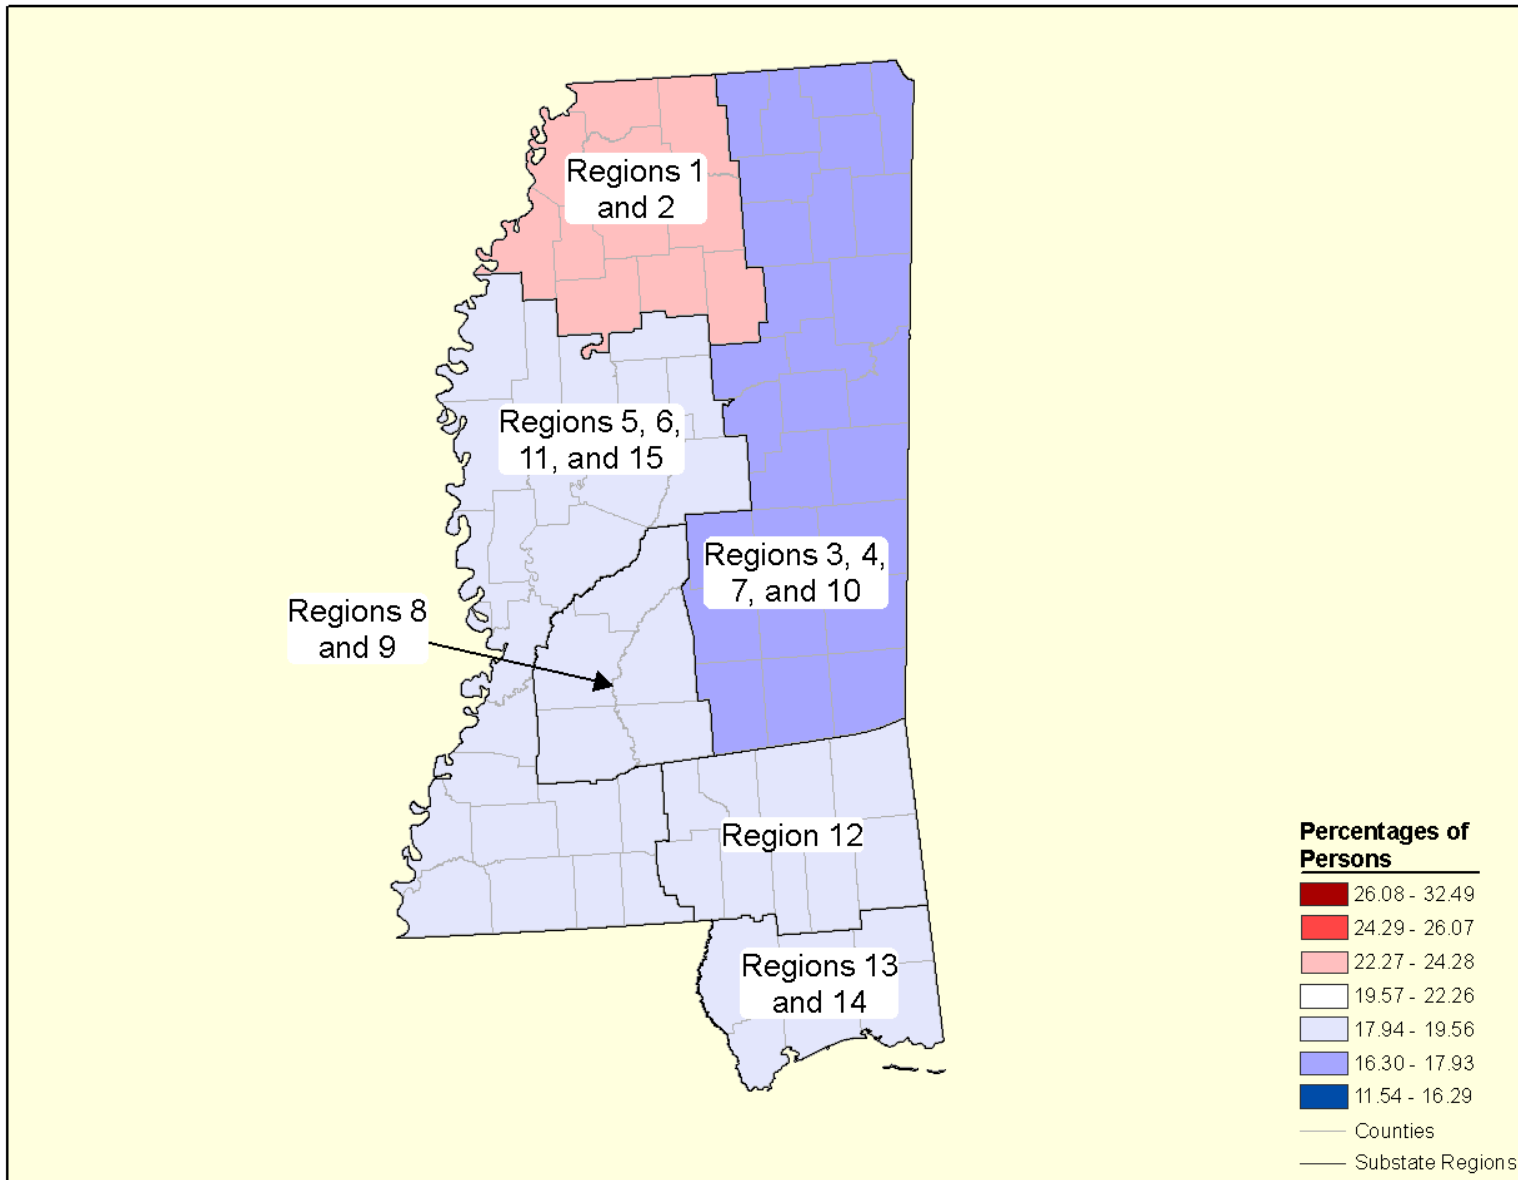 Regions 1
and 2
Regions 5, 6,
11, and 15
Regions 3, 4,
7, and 10
Regions 8
and 9
Region 12
Regions 13
and 14
Percentages of
Persons
26.08 - 32.49
24.29 - 26.07
22.27 - 24.28
19.57 - 22.26
17.94 - 19.56
16.30 - 17.93
11.54 - 16.29
Counties
Substate Regions